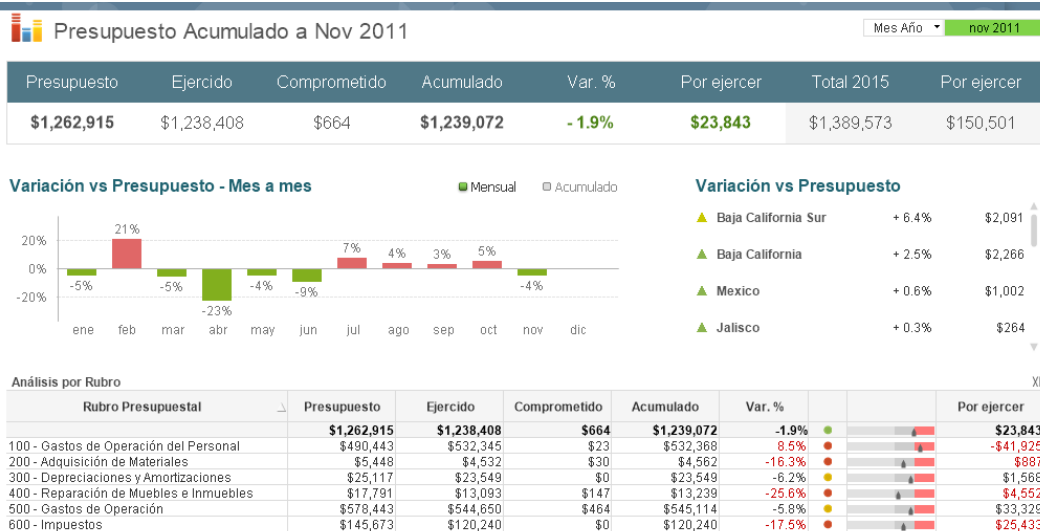 Presupuesto Acumulado a Nov 2011
Mes Año nov 2011
Presupuesto Ejercido Comprometido Acumulado Var. % Por ejercer Total 2015 Por ejercer
$1,262,915 $1,238,408 $664 $1,239,072 - 1.9% $23,843 $1,389,573 $150,501
Variación vs Presupuesto - Mes a mes
Mensual Acumulado
20%
0%
-20%
-5% 21% -5% -23% -4% -9% 7% 4% 3% 5% -4%
ene feb mar abr may jun jul ago sep oct nov dic
Variación vs Presupuesto
Baja California Sur + 6.4% $2,091
Baja California + 2.5% $2,266
Mexico + 0.6% $1,002
Jalisco + 0.3% $264
Análisis por Rubro
Rubro Presupuestal Presupuesto Ejercido Comprometido Acumulado Var. % Por ejercer
$1,262,915 $1,238,408 $664 $1,239,072 -1.9% $23,843
100 - Gastos de Operación del Personal $490,443 $532,345 $23 $532,368 8.5% -$41,925
200 - Adquisición de Materiales $5,448 $4,532 $30 $4,562 -16.3% $887
300 - Depreciaciones y Amortizaciones $25,117 $23,549 $0 $23,549 -6.2% $1,568
400 - Reparación de Muebles e Inmuebles $17,791 $13,093 $147 $13,239 -25.6% $4,552
500 - Gastos de Operación $578,443 $544,650 $464 $545,114 -5.8% $33,329
600 - Impuestos $145,673 $120,240 $0 $120,240 -17.5% $25,433